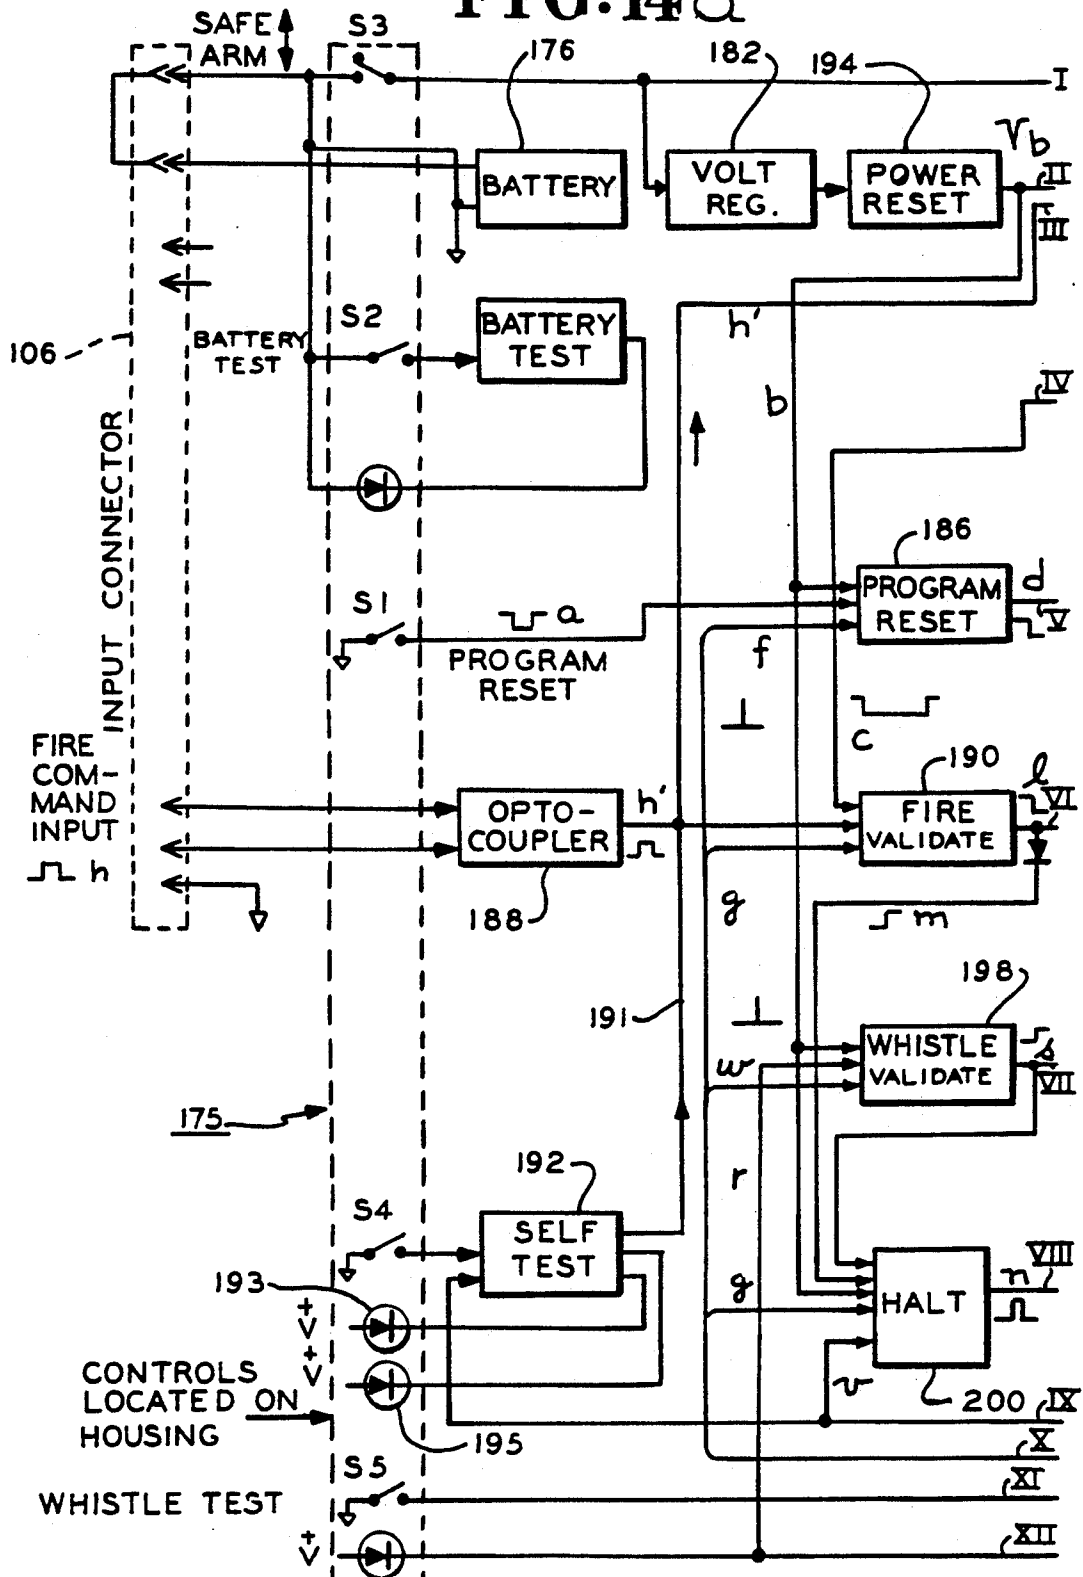 FIG. 14a
SAFE
ARM
S3
176
182
194
I
BATTERY
VOLT
REG.
POWER
RESET
Vb
II
III
106
BATTERY
TEST
S2
BATTERY
TEST
h'
b
IV
INPUT CONNECTOR
186
S1
a
PROGRAM
RESET
PROGRAM
RESET
d
V
f
c
FIRE
COM-
MAND
INPUT
h
OPTO-
COUPLER
h'
188
190
FIRE
VALIDATE
l
VI
g
m
191
198
WHISTLE
VALIDATE
s
VII
w
175
192
r
S4
SELF
TEST
193
+
V
+
V
g
HALT
n
VIII
v
200
IX
CONTROLS
LOCATED ON
HOUSING
195
X
S5
XI
WHISTLE TEST
+
V
XII